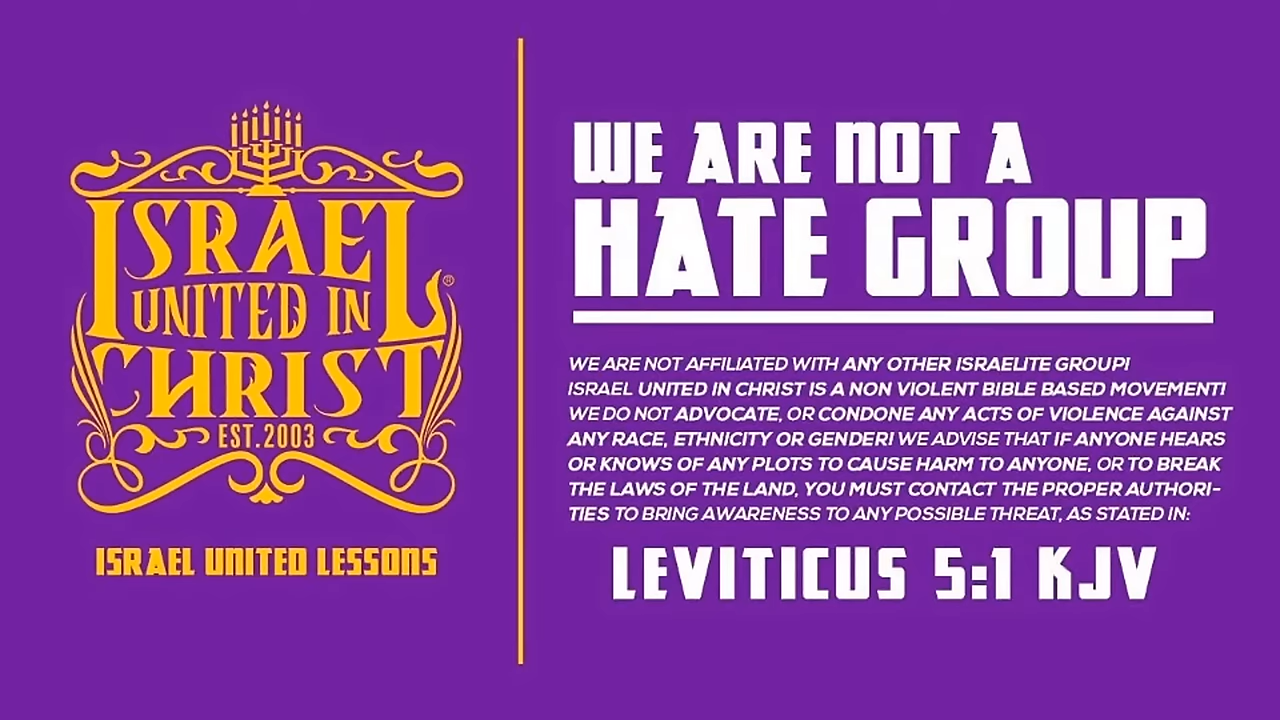 ISRAEL
UNITED IN
CHRIST
®
EST.2003
ISRAEL UNITED LESSONS
WE ARE NOT A
HATE GROUP
WE ARE NOT AFFILIATED WITH ANY OTHER ISRAELITE GROUP!
ISRAEL UNITED IN CHRIST IS A NON VIOLENT BIBLE BASED MOVEMENT!
WE DO NOT ADVOCATE, OR CONDONE ANY ACTS OF VIOLENCE AGAINST
ANY RACE, ETHNICITY OR GENDER! WE ADVISE THAT IF ANYONE HEARS
OR KNOWS OF ANY PLOTS TO CAUSE HARM TO ANYONE, OR TO BREAK
THE LAWS OF THE LAND, YOU MUST CONTACT THE PROPER AUTHORI-
TIES TO BRING AWARENESS TO ANY POSSIBLE THREAT, AS STATED IN:
LEVITICUS 5:1 KJV